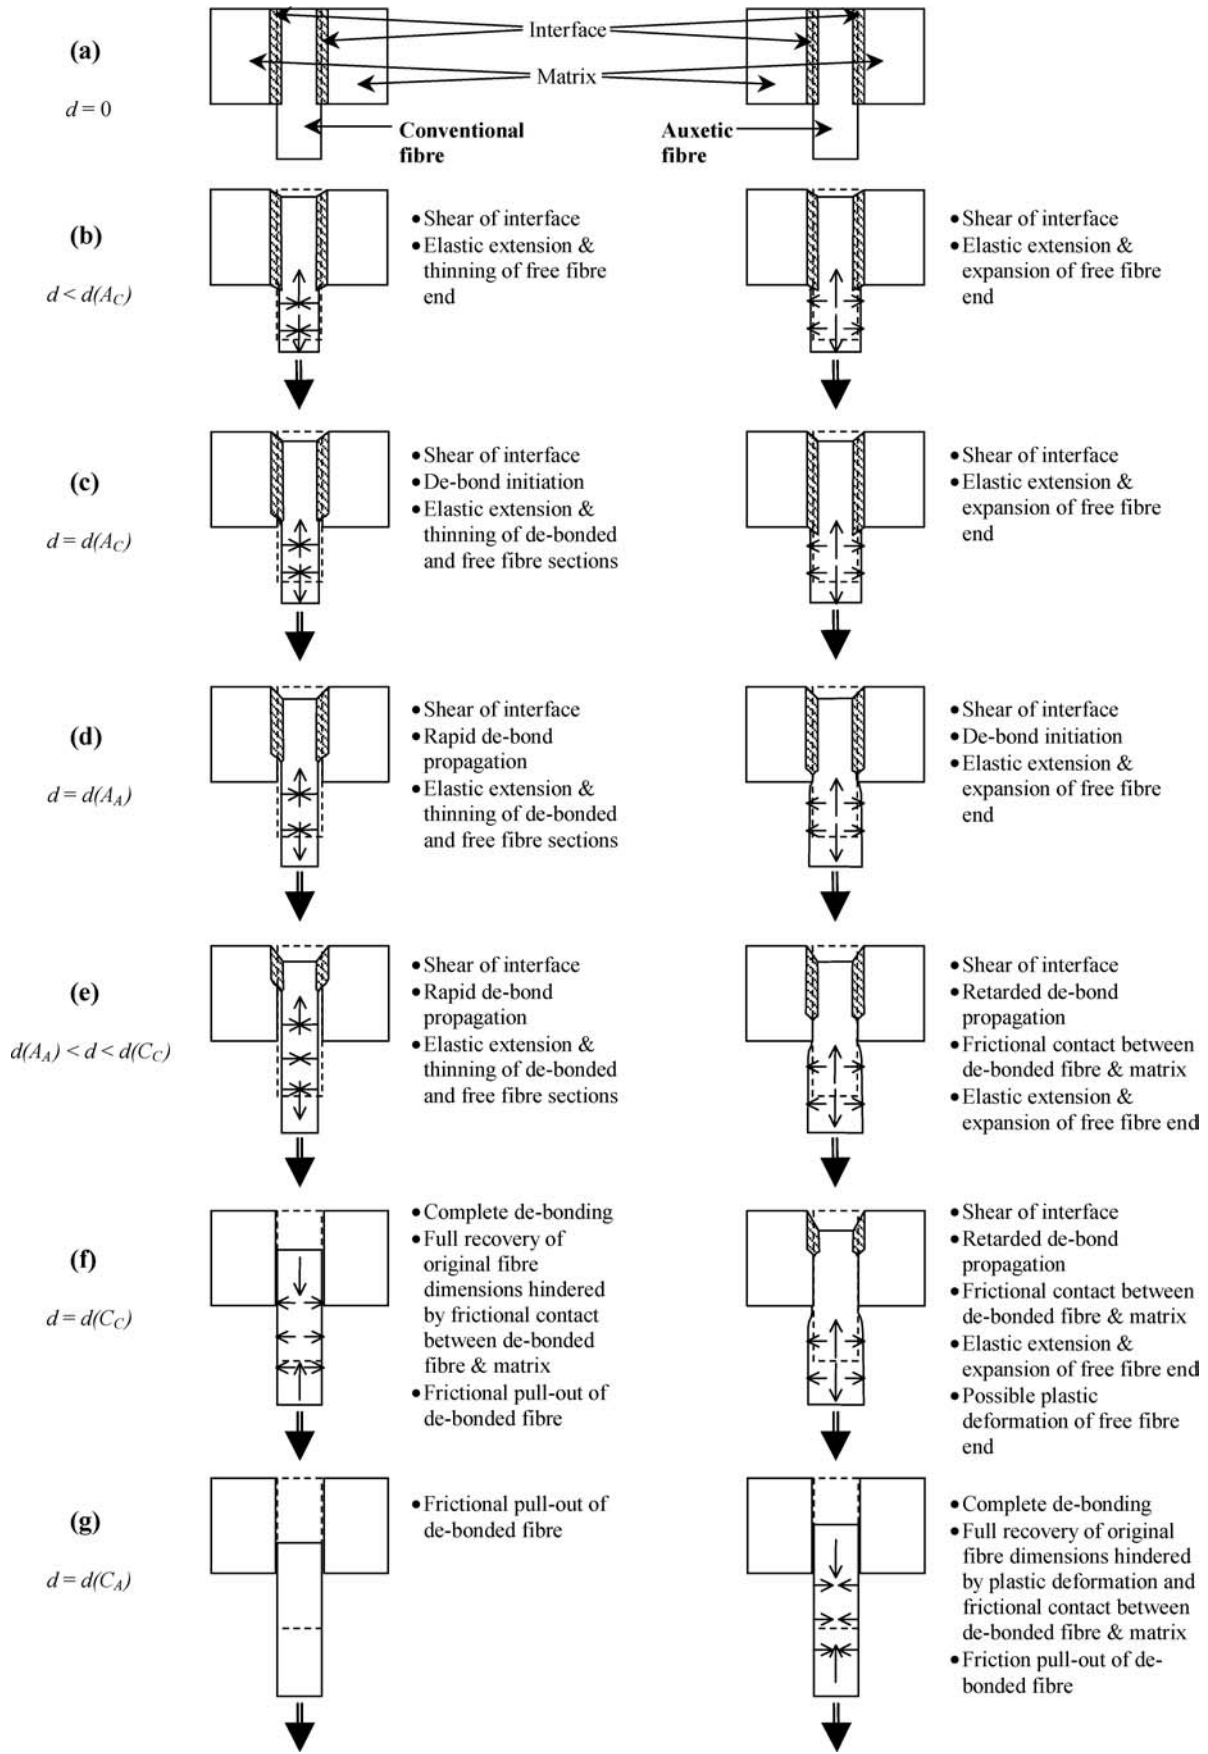 (a)
d = 0
Interface
Matrix
Conventional
fibre
Auxetic
fibre
(b)
d < d(A_C)
• Shear of interface
• Elastic extension &
thinning of free fibre
end
• Shear of interface
• Elastic extension &
expansion of free fibre
end
(c)
d = d(A_C)
• Shear of interface
• De-bond initiation
• Elastic extension &
thinning of de-bonded
and free fibre sections
• Shear of interface
• Elastic extension &
expansion of free fibre
end
(d)
d = d(A_A)
• Shear of interface
• Rapid de-bond
propagation
• Elastic extension &
thinning of de-bonded
and free fibre sections
• Shear of interface
• De-bond initiation
• Elastic extension &
expansion of free fibre
end
(e)
d(A_A) < d < d(C_C)
• Shear of interface
• Rapid de-bond
propagation
• Elastic extension &
thinning of de-bonded
and free fibre sections
• Shear of interface
• Retarded de-bond
propagation
• Frictional contact between
de-bonded fibre & matrix
• Elastic extension &
expansion of free fibre end
(f)
d = d(C_C)
• Complete de-bonding
• Full recovery of
original fibre
dimensions hindered
by frictional contact
between de-bonded
fibre & matrix
• Frictional pull-out of
de-bonded fibre
• Shear of interface
• Retarded de-bond
propagation
• Frictional contact between
de-bonded fibre & matrix
• Elastic extension &
expansion of free fibre end
• Possible plastic
deformation of free fibre
end
(g)
d = d(C_A)
• Frictional pull-out of
de-bonded fibre
• Complete de-bonding
• Full recovery of original
fibre dimensions hindered
by plastic deformation and
frictional contact between
de-bonded fibre & matrix
• Friction pull-out of de-
bonded fibre